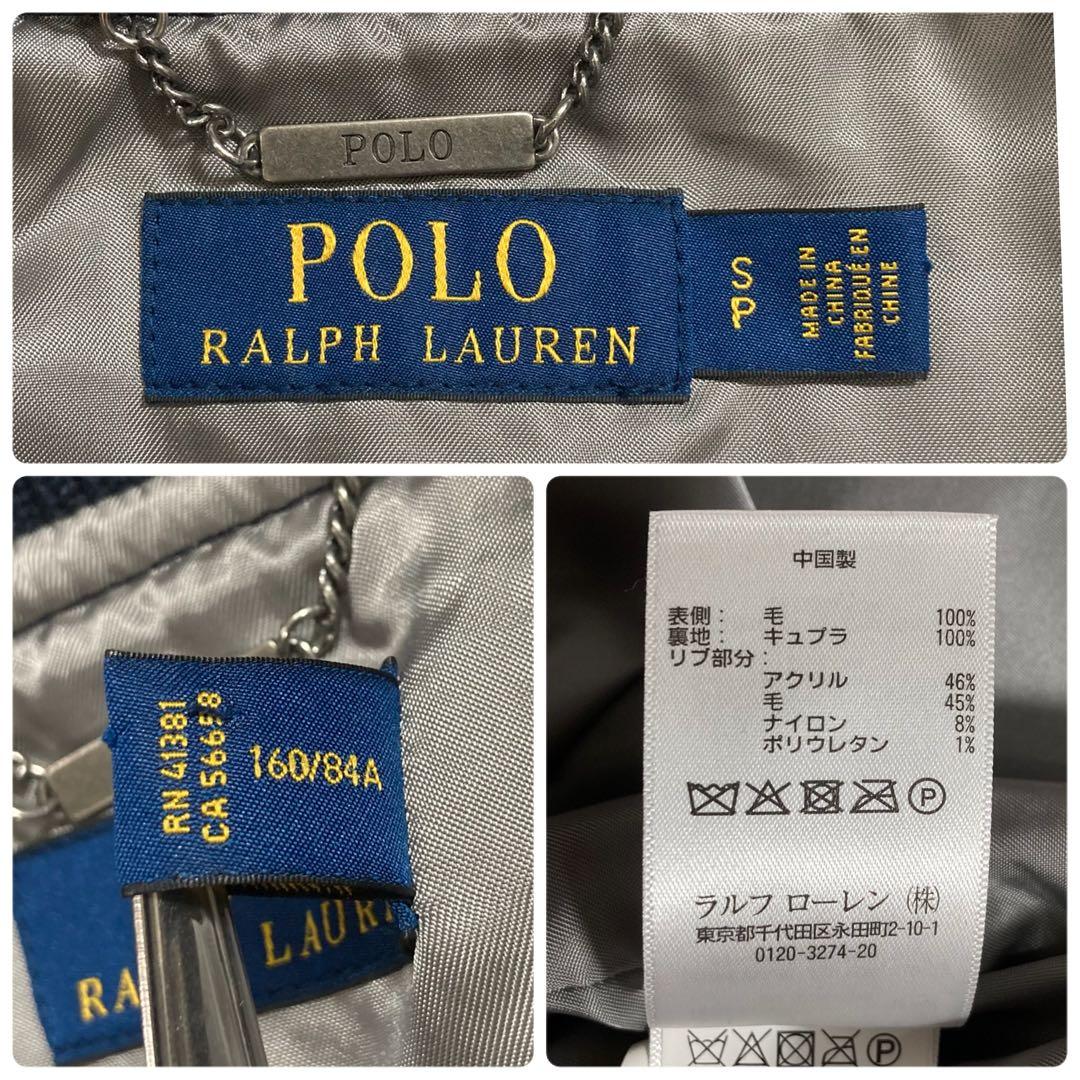 POLO
POLO
RALPH LAUREN
S
P
MADE IN
CHINA
FABRIQUÉ EN
CHINE
RN 41381
CA 56658
160/84A
RA
LAUR
中国製
表側： 毛 100%
裏地： キュプラ 100%
リブ部分：
アクリル 46%
毛 45%
ナイロン 8%
ポリウレタン 1%
P
ラルフ ローレン（株）
東京都千代田区永田町2-10-1
0120-3274-20
P